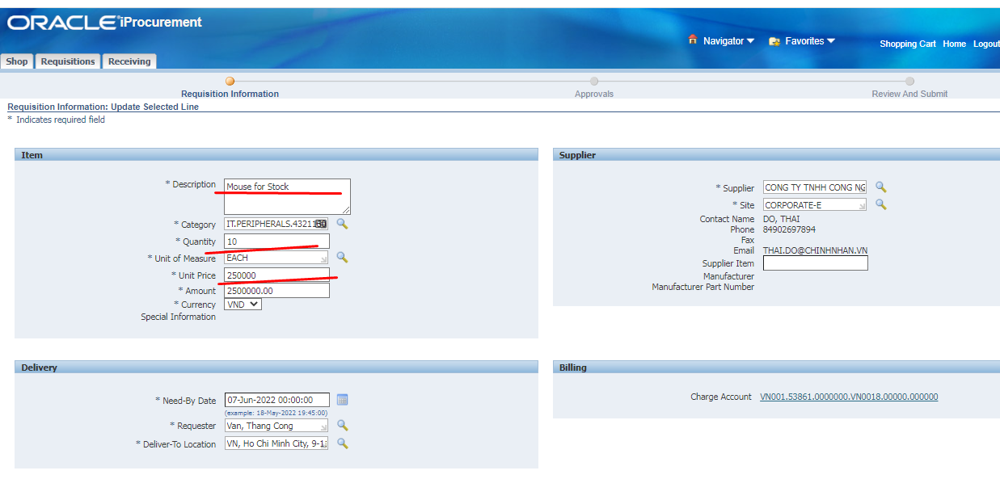 ORACLE iProcurement
Navigator Favorites Shopping Cart Home Logout
Shop Requisitions Receiving
Requisition Information Approvals Review And Submit
Requisition Information: Update Selected Line
* Indicates required field
Item
* Description Mouse for Stock
* Category IT.PERIPHERALS.4321
* Quantity 10
* Unit of Measure EACH
* Unit Price 250000
* Amount 2500000.00
* Currency VND
Special Information
Supplier
* Supplier CONG TY TNHH CONG NG
* Site CORPORATE-E
Contact Name DO, THAI
Phone 84902697894
Fax
Email THAI.DO@CHINHNHAN.VN
Supplier Item
Manufacturer
Manufacturer Part Number
Delivery
* Need-By Date 07-Jun-2022 00:00:00
(example: 18-May-2022 19:45:00)
* Requester Van, Thang Cong
* Deliver-To Location VN, Ho Chi Minh City, 9-1
Billing
Charge Account VN001.53861.0000000.VN0018.00000.000000